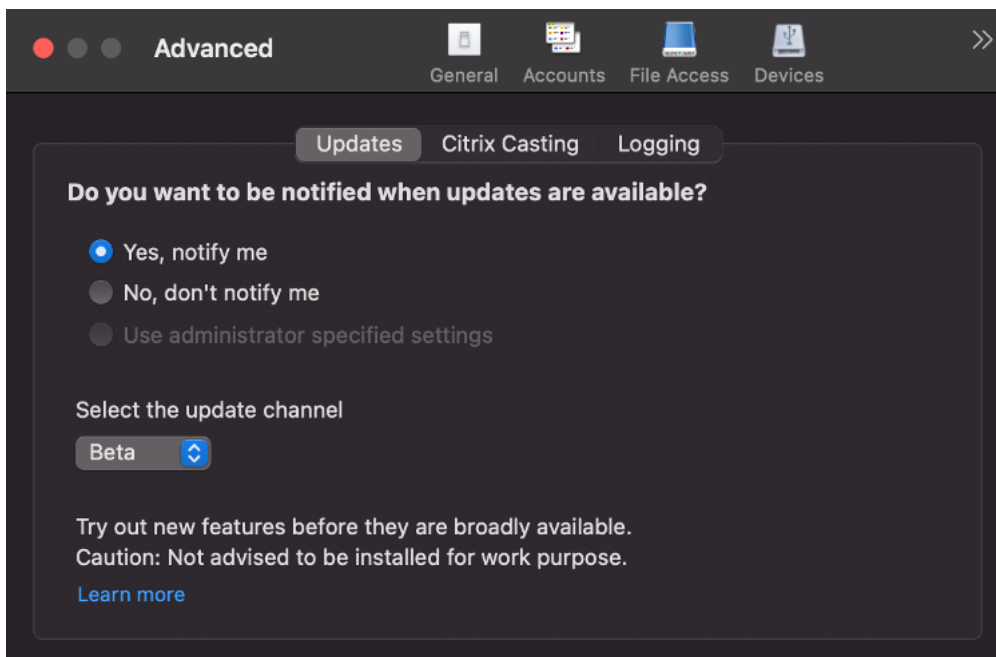 Advanced
General Accounts File Access Devices
Updates Citrix Casting Logging
Do you want to be notified when updates are available?
Yes, notify me
No, don't notify me
Use administrator specified settings
Select the update channel
Beta
Try out new features before they are broadly available.
Caution: Not advised to be installed for work purpose.
Learn more